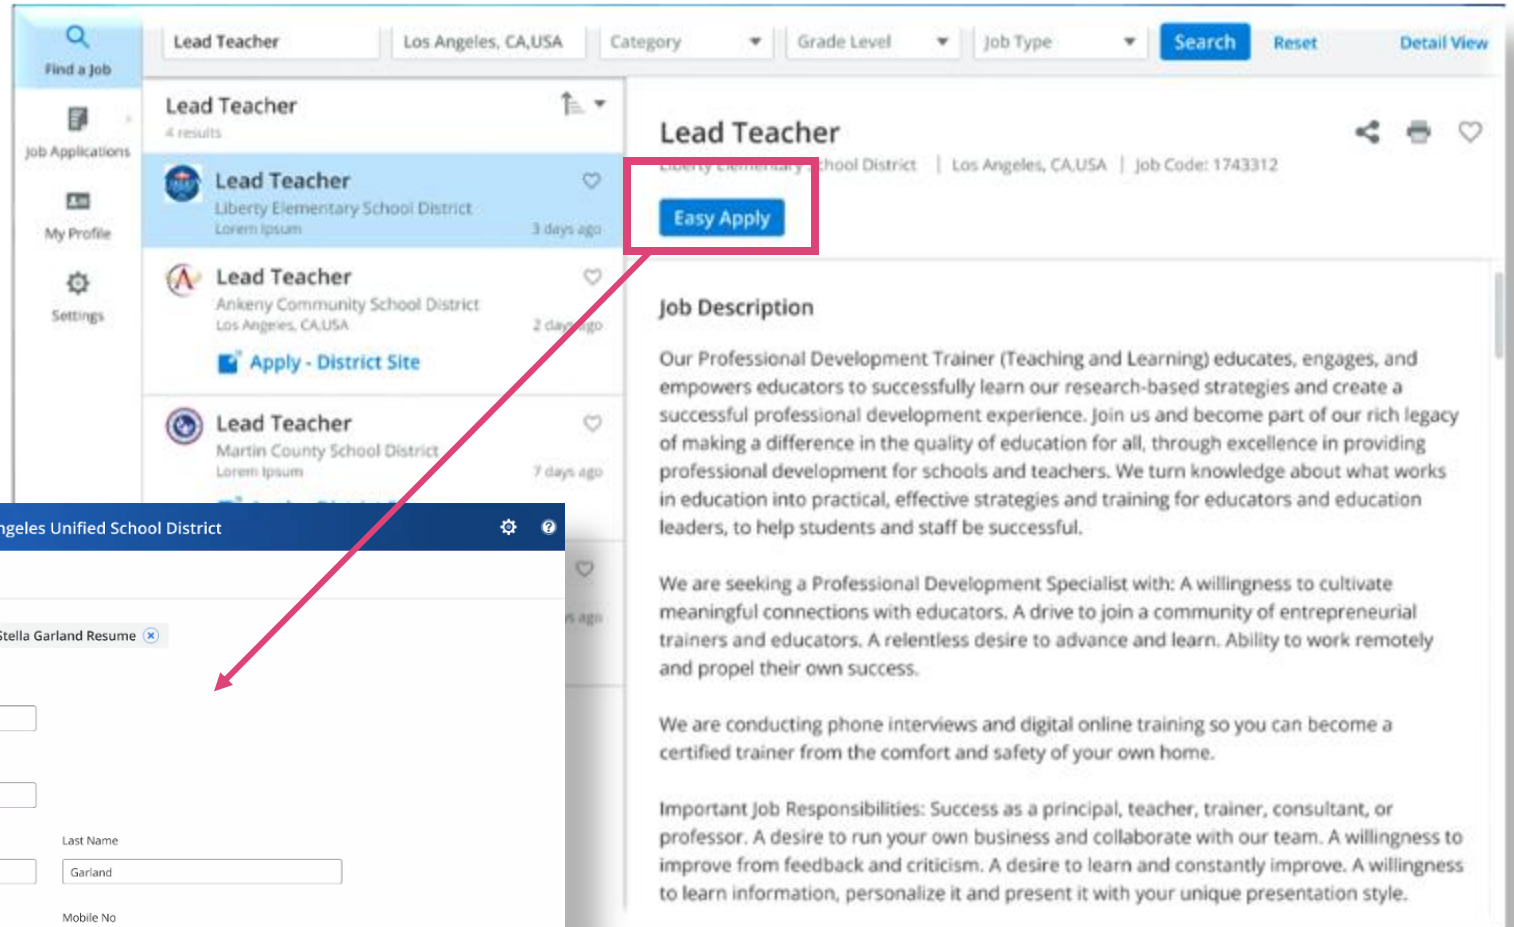 Find a Job
Job Applications
My Profile
Settings
Lead Teacher
Los Angeles, CA,USA
Category
Grade Level
Job Type
Search
Reset
Detail View
Lead Teacher
4 results
Lead Teacher
Liberty Elementary School District
Lorem Ipsum
3 days ago
Lead Teacher
Ankeny Community School District
Los Angeles, CA,USA
2 days ago
Apply - District Site
Lead Teacher
Martin County School District
Lorem Ipsum
7 days ago
ago
Lead Teacher
Liberty Elementary School District | Los Angeles, CA,USA | Job Code: 1743312
Easy Apply
Job Description
Our Professional Development Trainer (Teaching and Learning) educates, engages, and
empowers educators to successfully learn our research-based strategies and create a
successful professional development experience. Join us and become part of our rich legacy
of making a difference in the quality of education for all, through excellence in providing
professional development for schools and teachers. We turn knowledge about what works
in education into practical, effective strategies and training for educators and education
leaders, to help students and staff be successful.
We are seeking a Professional Development Specialist with: A willingness to cultivate
meaningful connections with educators. A drive to join a community of entrepreneurial
trainers and educators. A relentless desire to advance and learn. Ability to work remotely
and propel their own success.
We are conducting phone interviews and digital online training so you can become a
certified trainer from the comfort and safety of your own home.
Important Job Responsibilities: Success as a principal, teacher, trainer, consultant, or
professor. A desire to run your own business and collaborate with our team. A willingness to
improve from feedback and criticism. A desire to learn and constantly improve. A willingness
to learn information, personalize it and present it with your unique presentation style.
ngeles Unified School District
Stella Garland Resume
Last Name
Garland
Mobile No